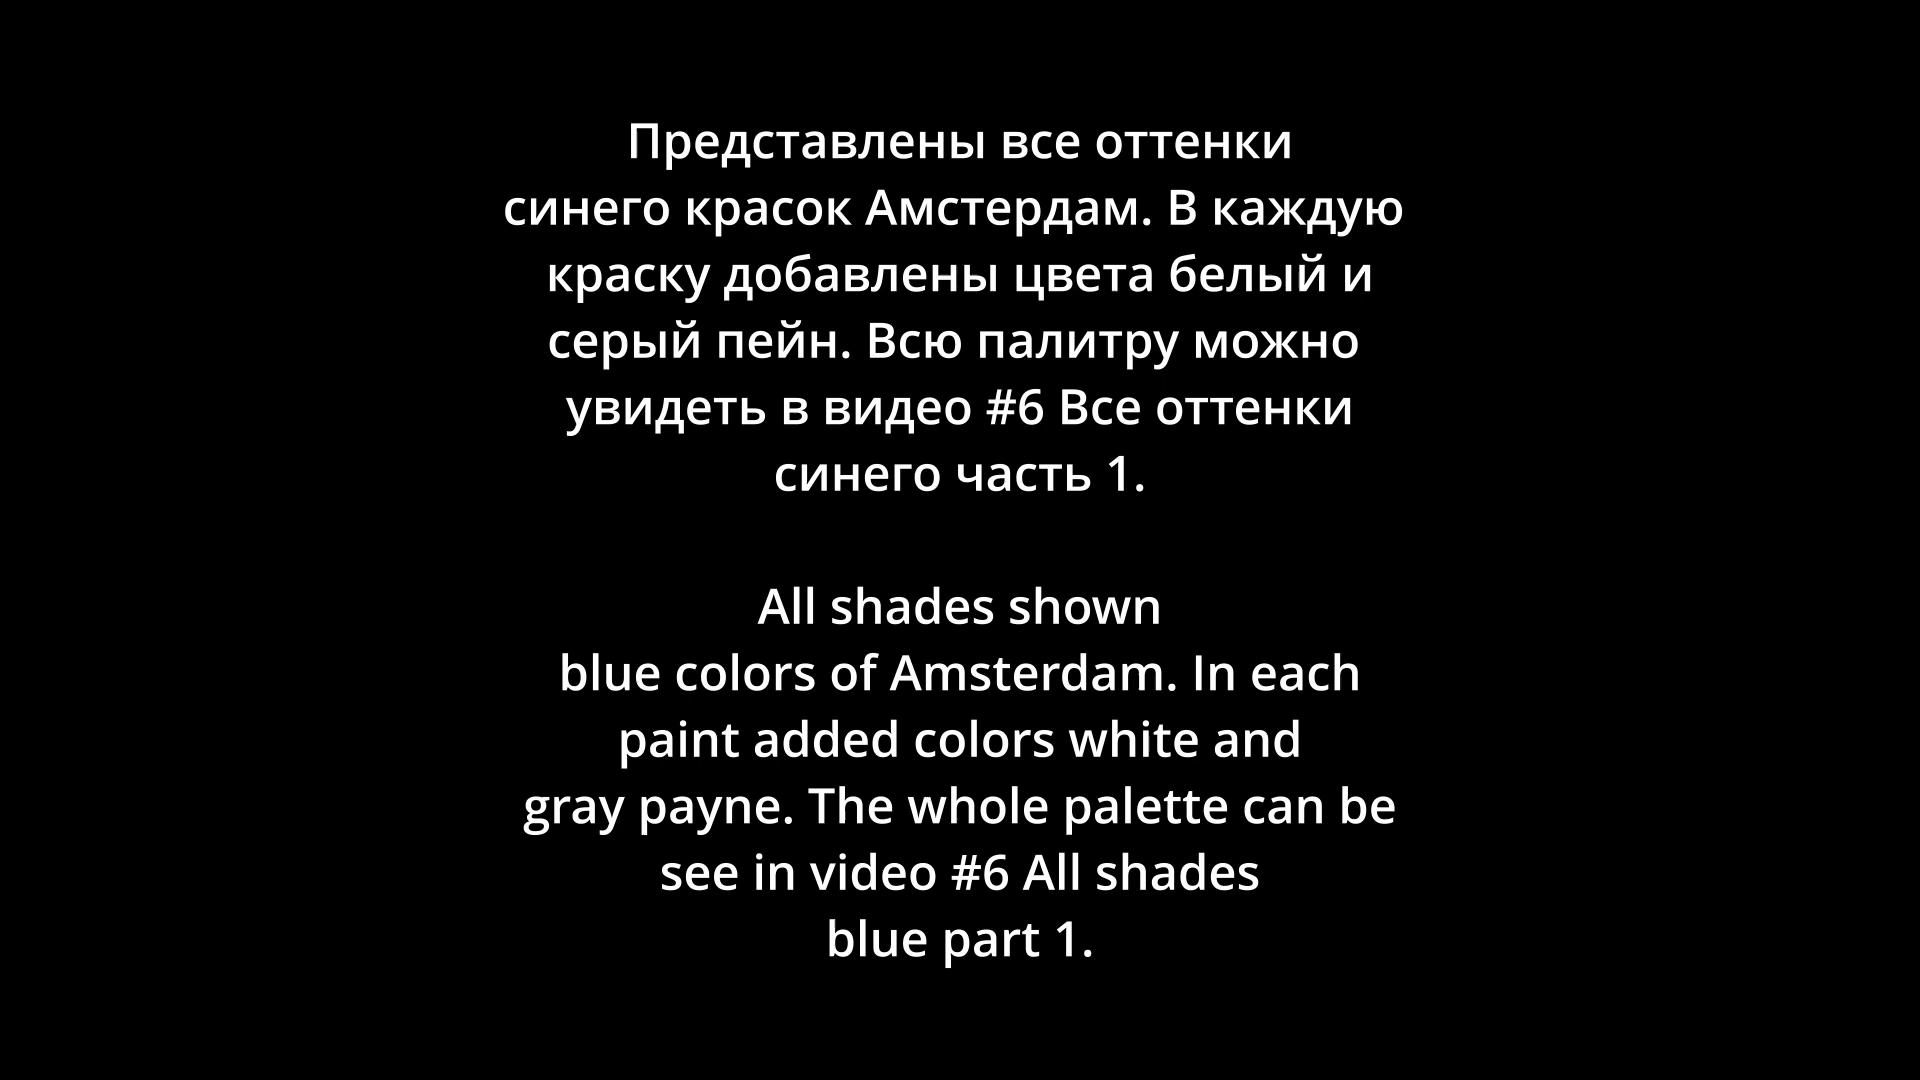 Представлены все оттенки
синего красок Амстердам. В каждую
краску добавлены цвета белый и
серый пейн. Всю палитру можно
увидеть в видео #6 Все оттенки
синего часть 1.
All shades shown
blue colors of Amsterdam. In each
paint added colors white and
gray payne. The whole palette can be
see in video #6 All shades
blue part 1.